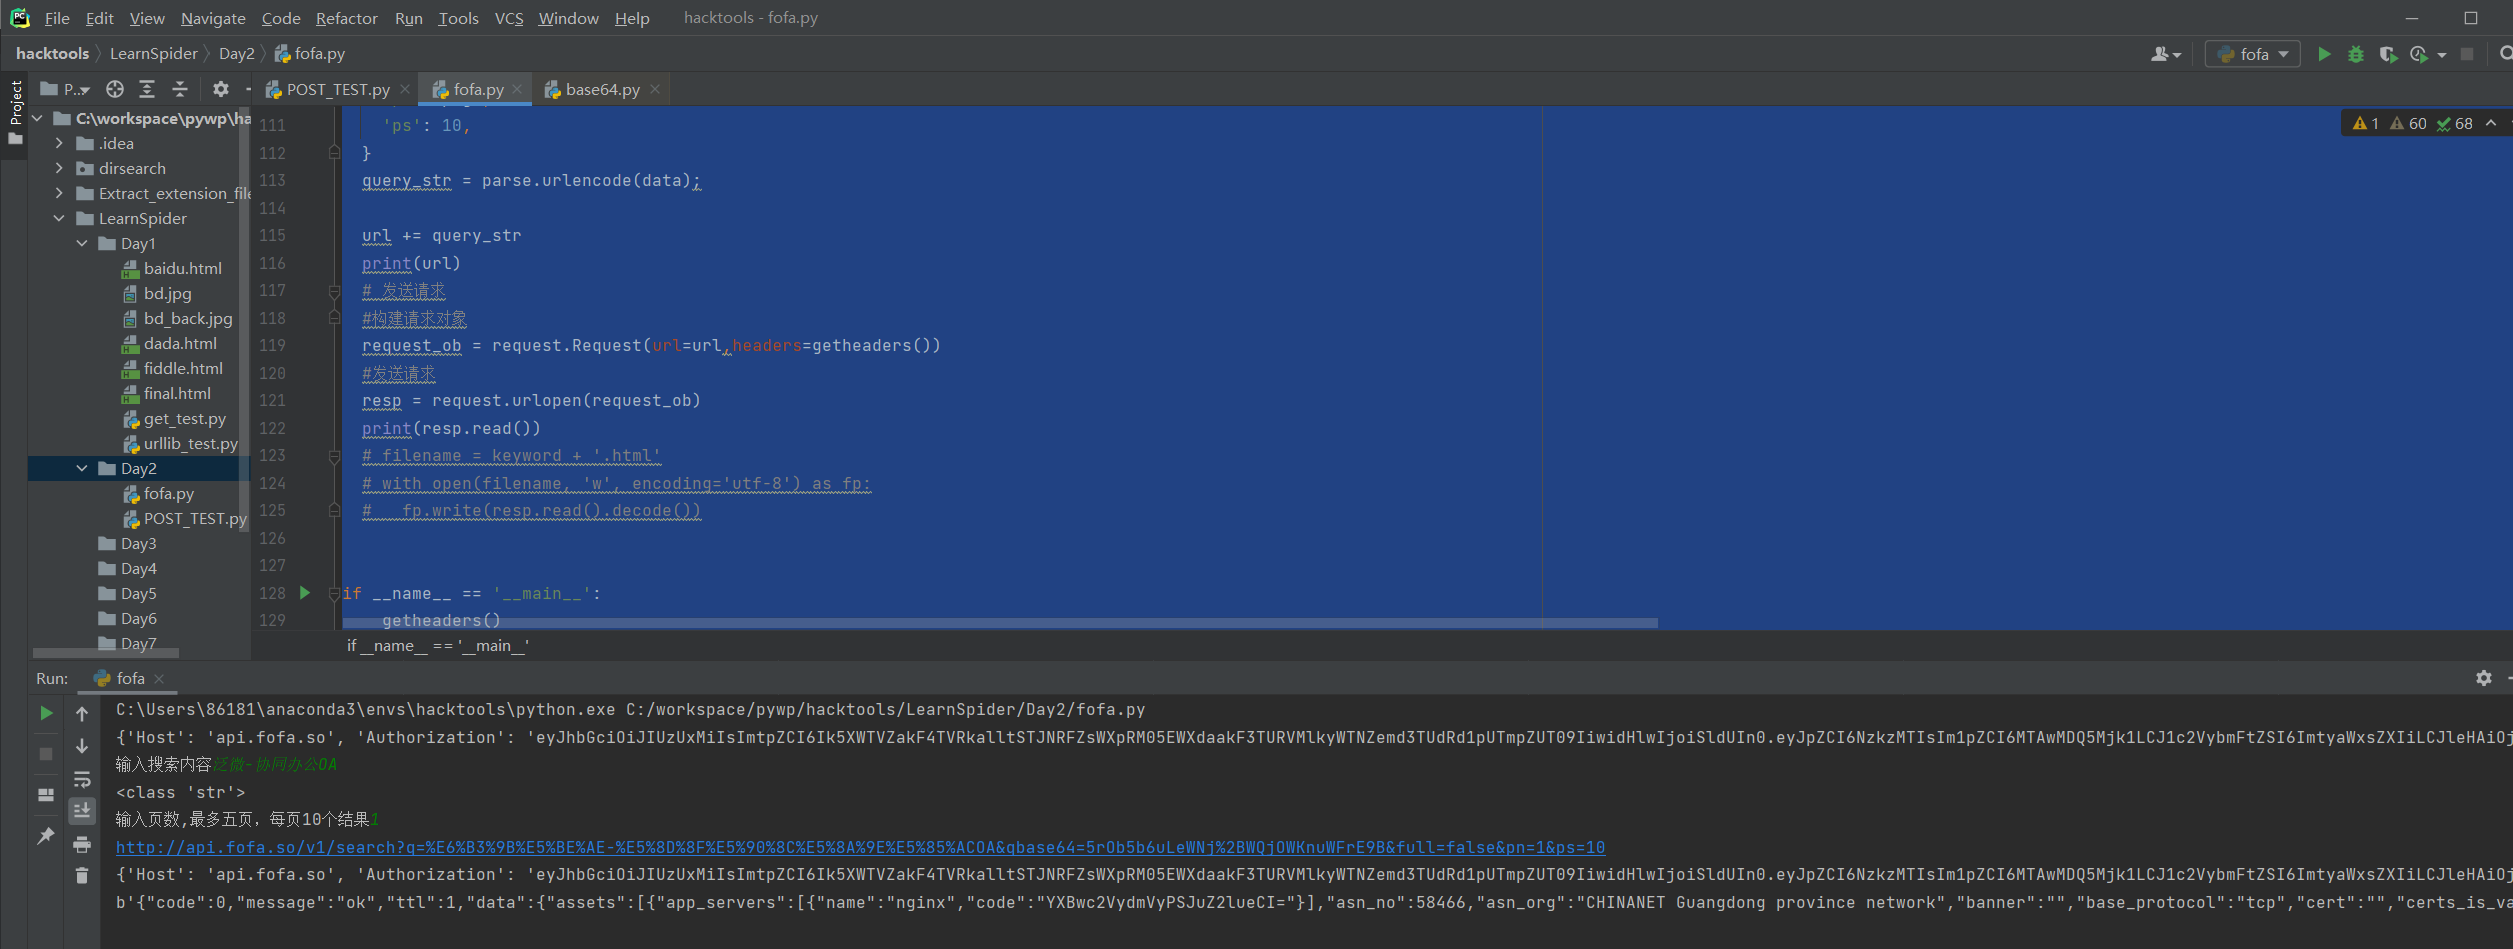 File Edit View Navigate Code Refactor Run Tools VCS Window Help hacktools - fofa.py
hacktools LearnSpider Day2 fofa.py fofa
Project
P.. POST_TEST.py fofa.py base64.py
C:\workspace\pywp\ha
.idea
dirsearch
Extract_extension_file
LearnSpider
Day1
baidu.html
bd.jpg
bd_back.jpg
dada.html
fiddle.html
final.html
get_test.py
urllib_test.py
Day2
fofa.py
POST_TEST.py
Day3
Day4
Day5
Day6
Day7
1 60 68
111 'ps': 10,
112 }
113 query_str = parse.urlencode(data);
114
115 url += query_str
116 print(url)
117 # 发送请求
118 #构建请求对象
119 request_ob = request.Request(url=url,headers=getheaders())
120 #发送请求
121 resp = request.urlopen(request_ob)
122 print(resp.read())
123 # filename = keyword + '.html'
124 # with open(filename, 'w', encoding='utf-8') as fp:
125 #   fp.write(resp.read().decode())
126
127
128 if __name__ == '__main__':
129 getheaders()
if __name__ == '__main__'
Run: fofa
C:\Users\86181\anaconda3\envs\hacktools\python.exe C:/workspace/pywp/hacktools/LearnSpider/Day2/fofa.py
{'Host': 'api.fofa.so', 'Authorization': 
输入搜索内容泛微-协同办公OA
<class 'str'>
输入页数,最多五页，每页10个结果1
http://api.fofa.so/v1/search?q=%E6%B3%9B%E5%BE%AE-%E5%8D%8F%E5%90%8C%E5%8A%9E%E5%85%ACOA&qbase64=5rOb5b6uLeWNj%2BWQjOWKnuWFrE9B&full=false&pn=1&ps=10
{'Host': 'api.fofa.so', 'Authorization': 
b'{"code":0,"message":"ok","ttl":1,"data":{"assets":[{"app_servers":[{"name":"nginx","code":"YXBwc2VydmVyPSJuZ2lueCI="}],"asn_no":58466,"asn_org":"CHINANET Guangdong province network","banner":"","base_protocol":"tcp","cert":"","certs_is_va